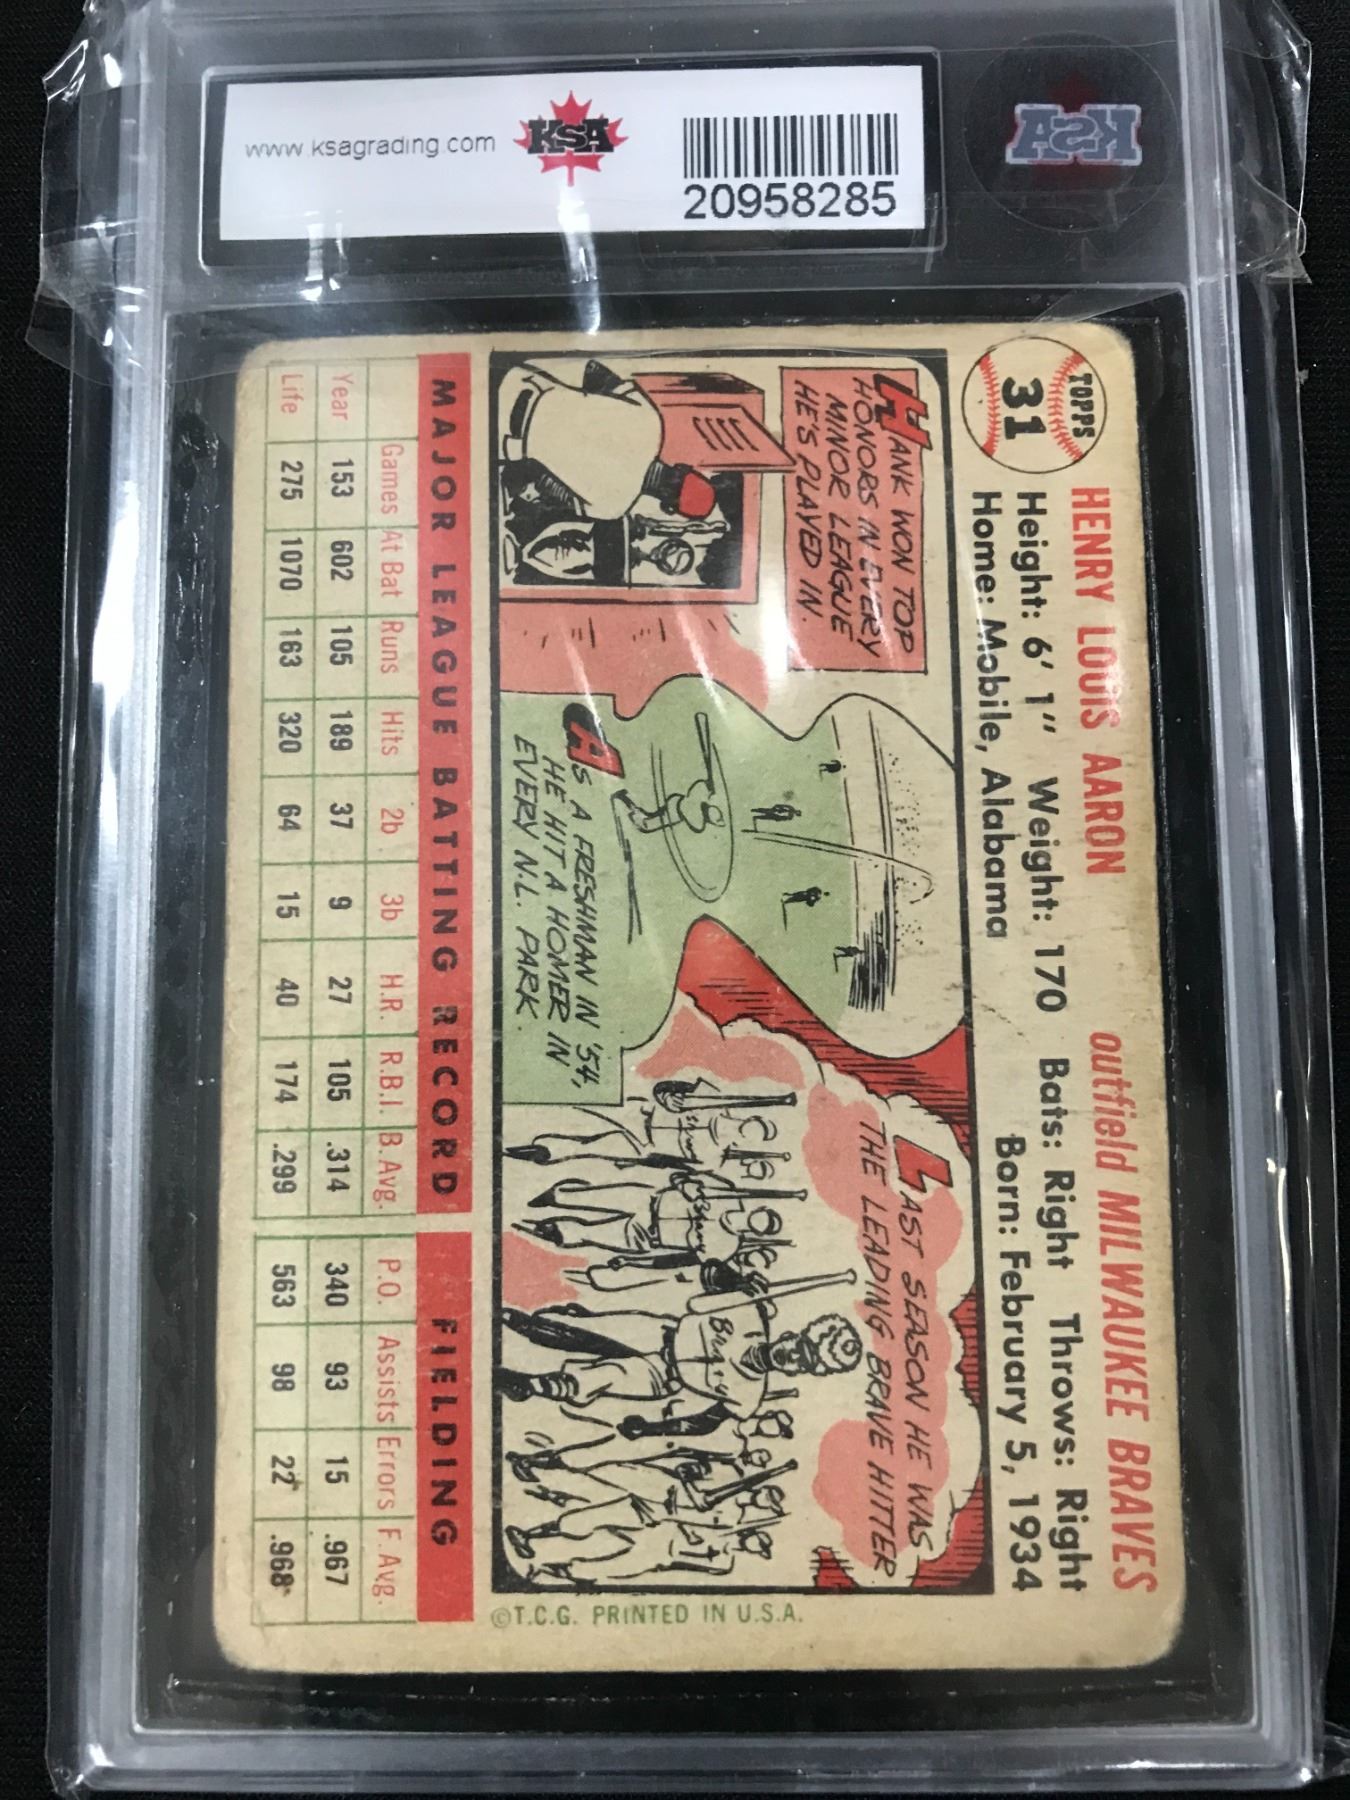 www.ksagrading.com
KSA
20958285
KSA
TOPPS
31
HENRY LOUIS AARON
outfield MILWAUKEE BRAVES
Height: 6' 1" Weight: 170 Bats: Right Throws: Right
Home: Mobile, Alabama Born: February 5, 1934
HANK WON TOP
HONORS IN EVERY
MINOR LEAGUE
HE'S PLAYED IN.
AS A FRESHMAN IN '54,
HE HIT A HOMER IN
EVERY N.L. PARK.
LAST SEASON HE WAS
THE LEADING BRAVE HITTER.
Braves
MAJOR LEAGUE BATTING RECORD FIELDING
Games At Bat Runs Hits 2b 3b H.R. R.B.I. B.Avg. P.O. Assists Errors F.Avg.
Year 153 602 105 189 37 9 27 105 .314 340 93 15 .967
Life 275 1070 163 320 64 15 40 174 .299 563 98 22 .968
©T.C.G. PRINTED IN U.S.A.